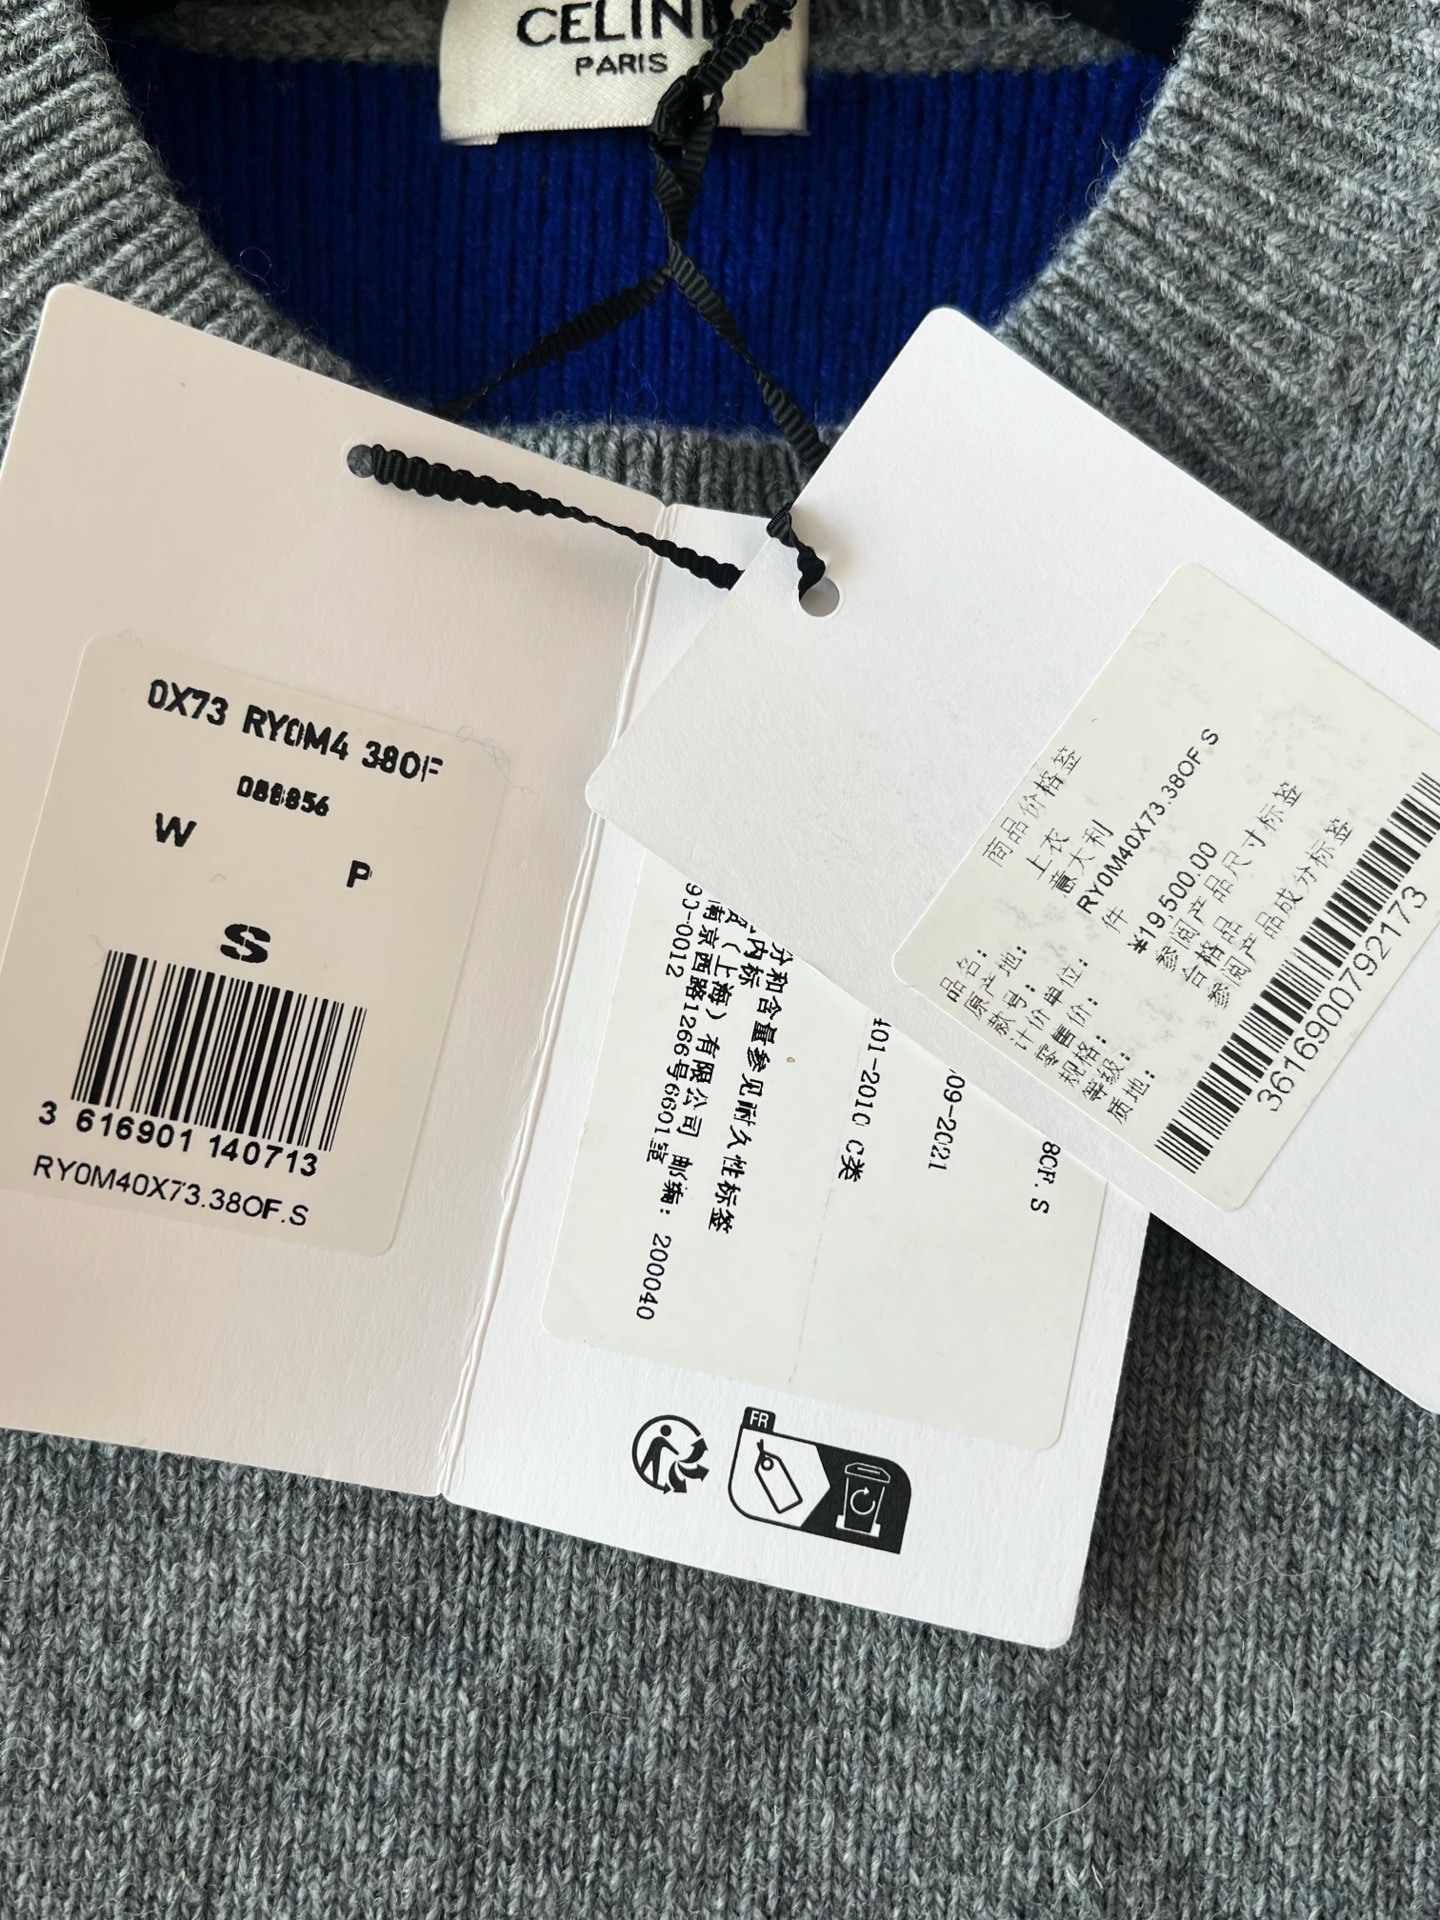 CELIN
PARIS
0X73 RY0M4 38OF
088856
W
P
S
3 616901 140713
RY0M40X73.38OF.S
商品价格签
品名: 上衣
原产地: 意大利
款号: RY0M40X73.38OF.S
计价单位: 件
零售价: ¥19,500.00
规格: 参阅产品尺寸标签
等级: 合格品
质地: 参阅产品成分标签
3616900792173
8OF.S
09-2021
401-2010 C类
分和含量参见耐久性标签
内标
（上海）有限公司 邮编: 200040
南京西路1266号6601室
90-0012
FR